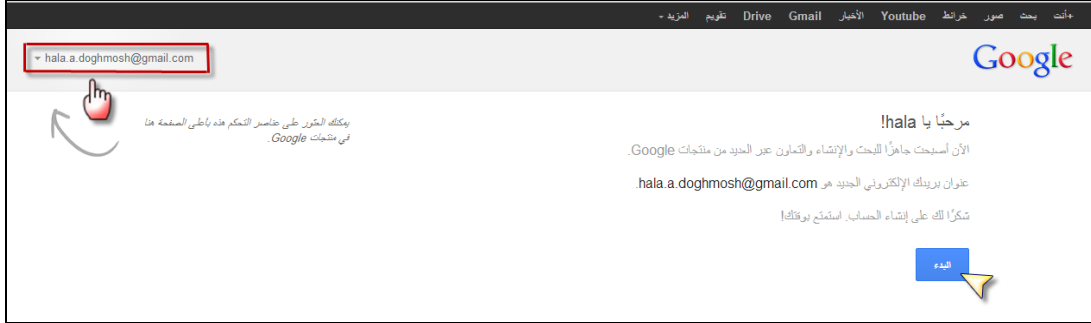 +أنت بحث صور خرائط Youtube الأخبار Gmail Drive تقويم المزيد
Google
hala.a.doghmosh@gmail.com
مرحبًا يا hala!
الآن أصبحت جاهزًا للبحث والإنشاء والتعاون عبر العديد من منتجات Google.
عنوان بريدك الإلكتروني الجديد هو hala.a.doghmosh@gmail.com.
شكرًا لك على إنشاء الحساب. استمتع بوقتك!
البدء
يمكنك العثور على عناصر التحكم هذه بأعلى الصفحة هنا
في منتجات Google.